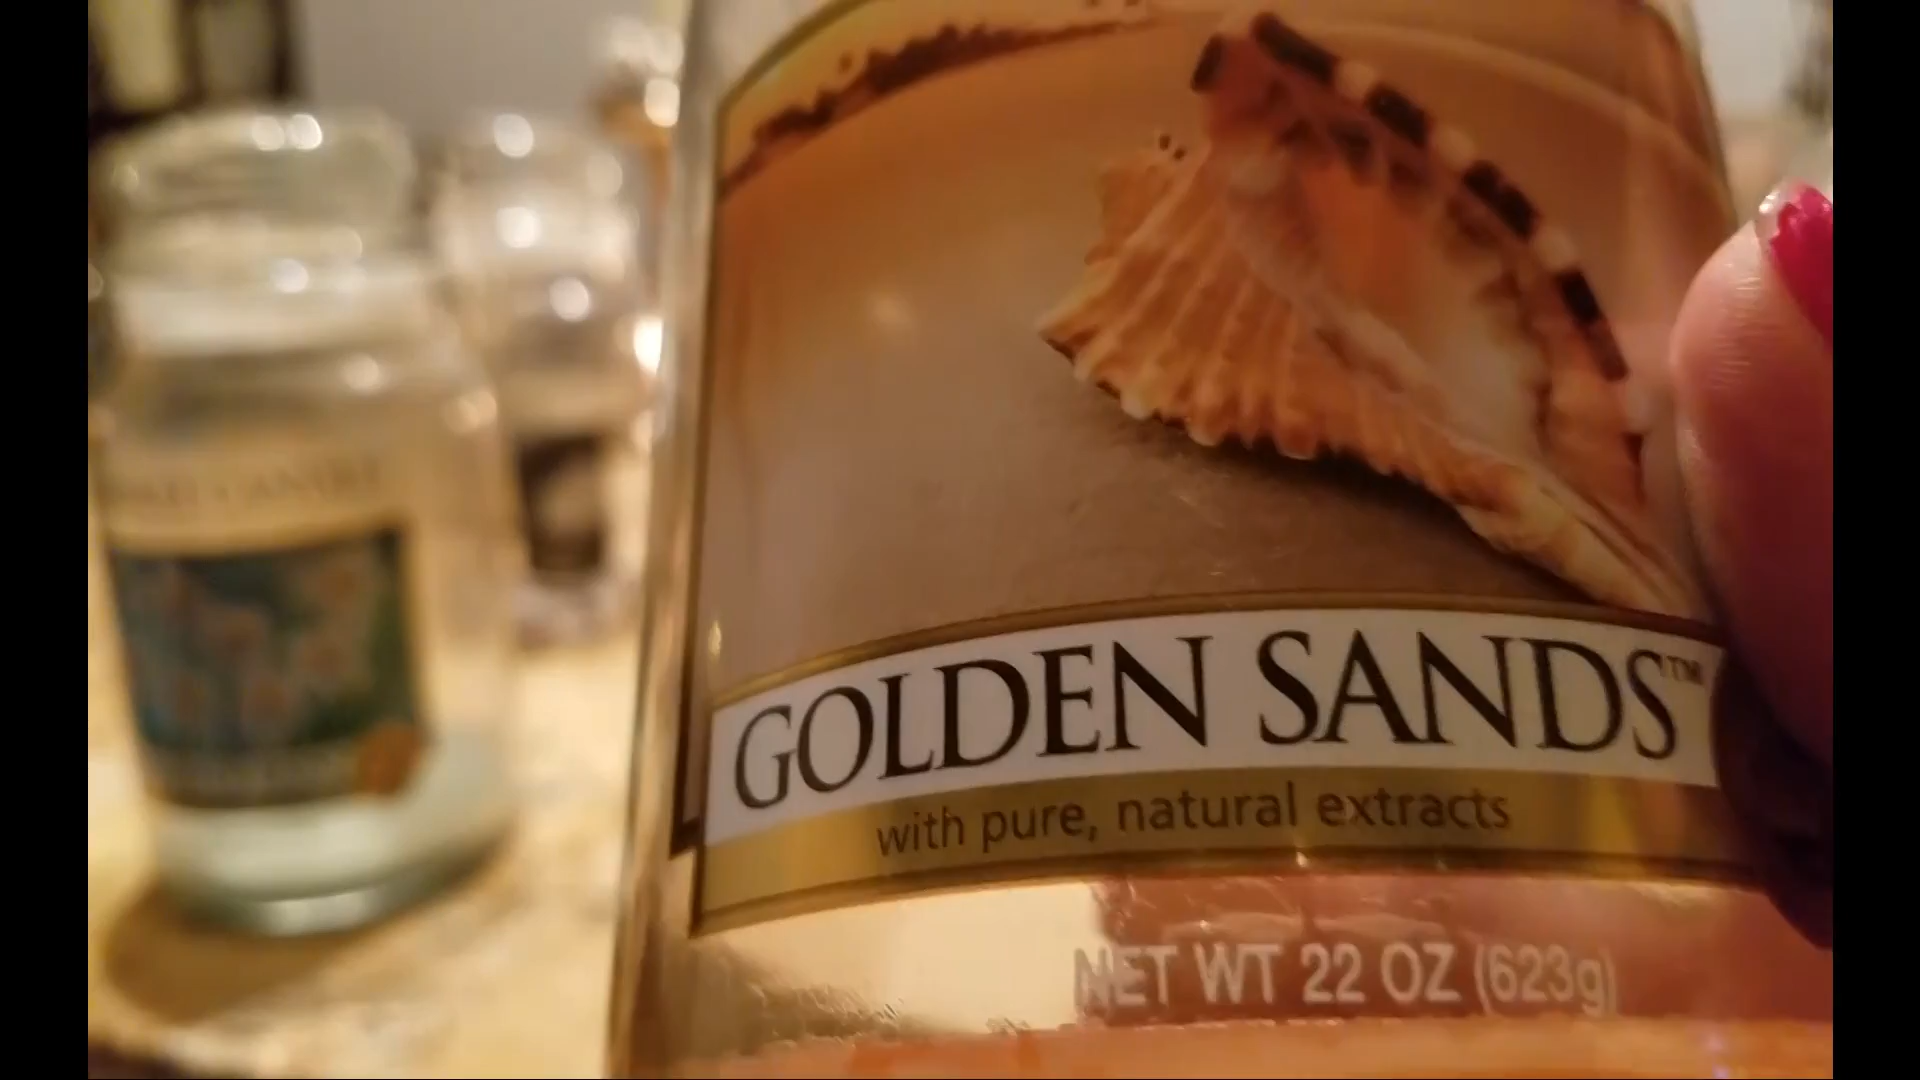 GOLDEN SANDS™
with pure, natural extracts
NET WT 22 OZ (623g)